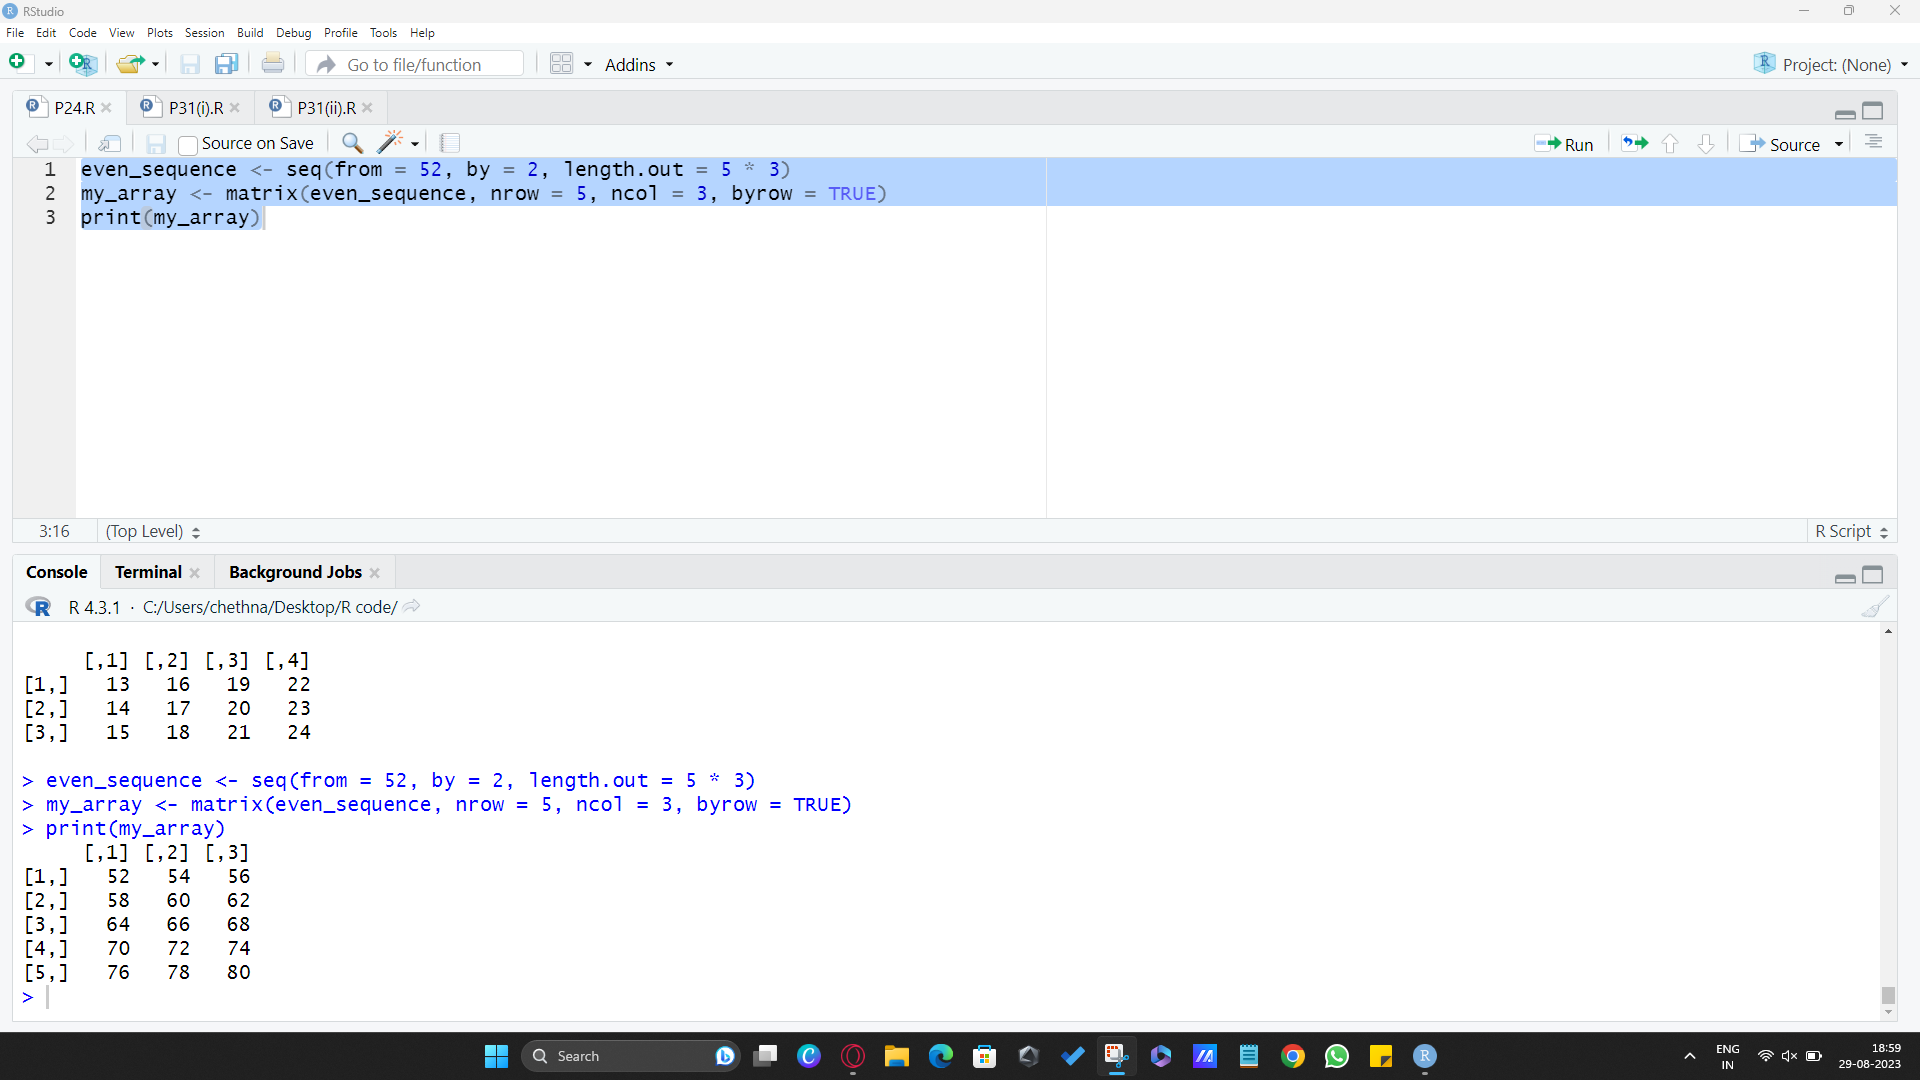 RStudio
File Edit Code View Plots Session Build Debug Profile Tools Help
Go to file/function Addins Project: (None)
P24.R P31(i).R P31(ii).R
Source on Save Run Source
1 even_sequence <- seq(from = 52, by = 2, length.out = 5 * 3)
2 my_array <- matrix(even_sequence, nrow = 5, ncol = 3, byrow = TRUE)
3 print(my_array)
3:16 (Top Level) R Script
Console Terminal Background Jobs
R 4.3.1 · C:/Users/chethna/Desktop/R code/
[,1] [,2] [,3] [,4]
[1,] 13 16 19 22
[2,] 14 17 20 23
[3,] 15 18 21 24
> even_sequence <- seq(from = 52, by = 2, length.out = 5 * 3)
> my_array <- matrix(even_sequence, nrow = 5, ncol = 3, byrow = TRUE)
> print(my_array)
[,1] [,2] [,3]
[1,] 52 54 56
[2,] 58 60 62
[3,] 64 66 68
[4,] 70 72 74
[5,] 76 78 80
>
Search ENG 18:59
IN 29-08-2023